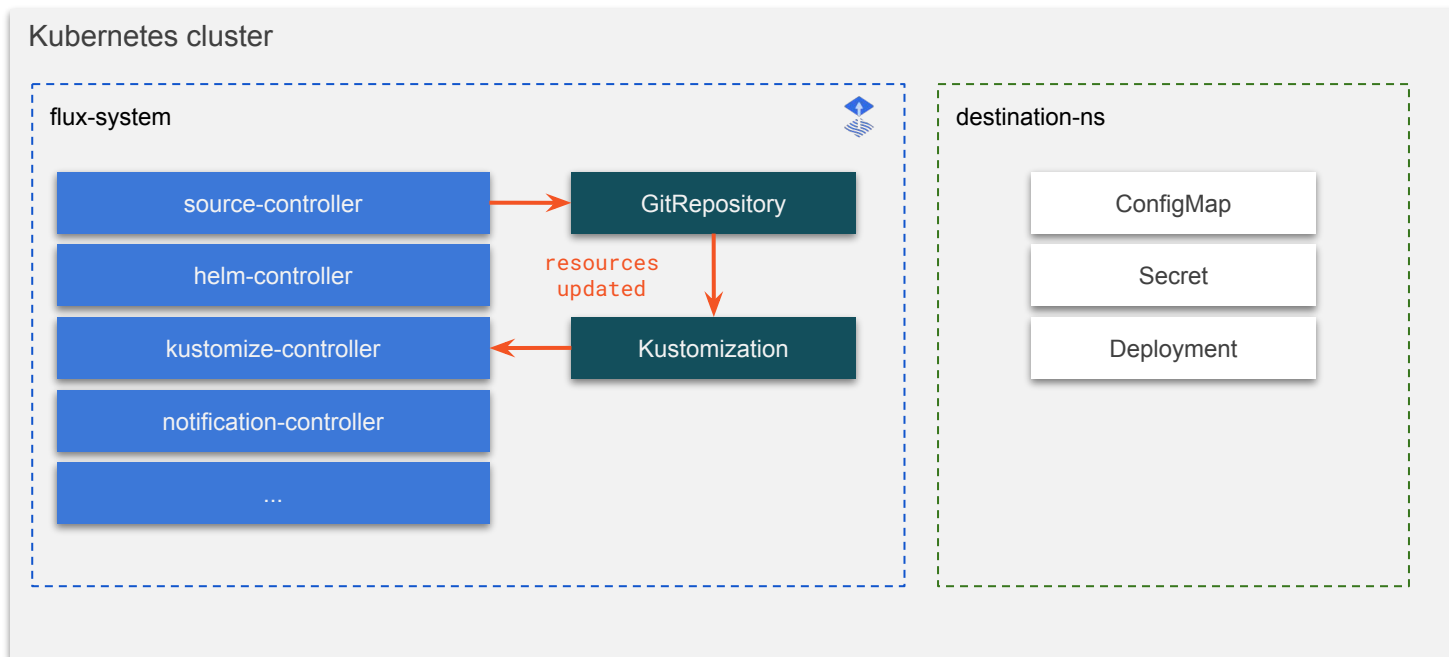 Kubernetes cluster
flux-system
source-controller
helm-controller
kustomize-controller
notification-controller
...
GitRepository
resources
updated
Kustomization
destination-ns
ConfigMap
Secret
Deployment